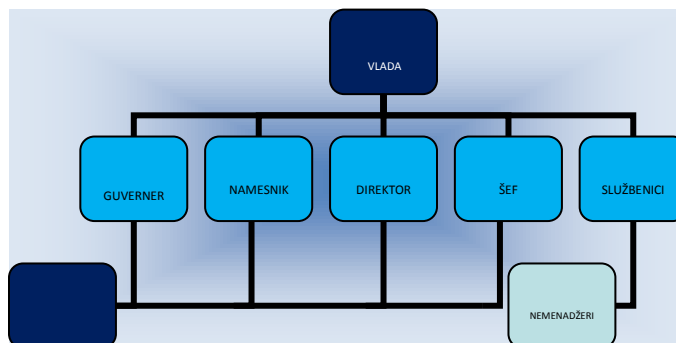 VLADA
GUVERNER
NAMESNIK
DIREKTOR
ŠEF
SLUŽBENICI
NEMENADŽERI